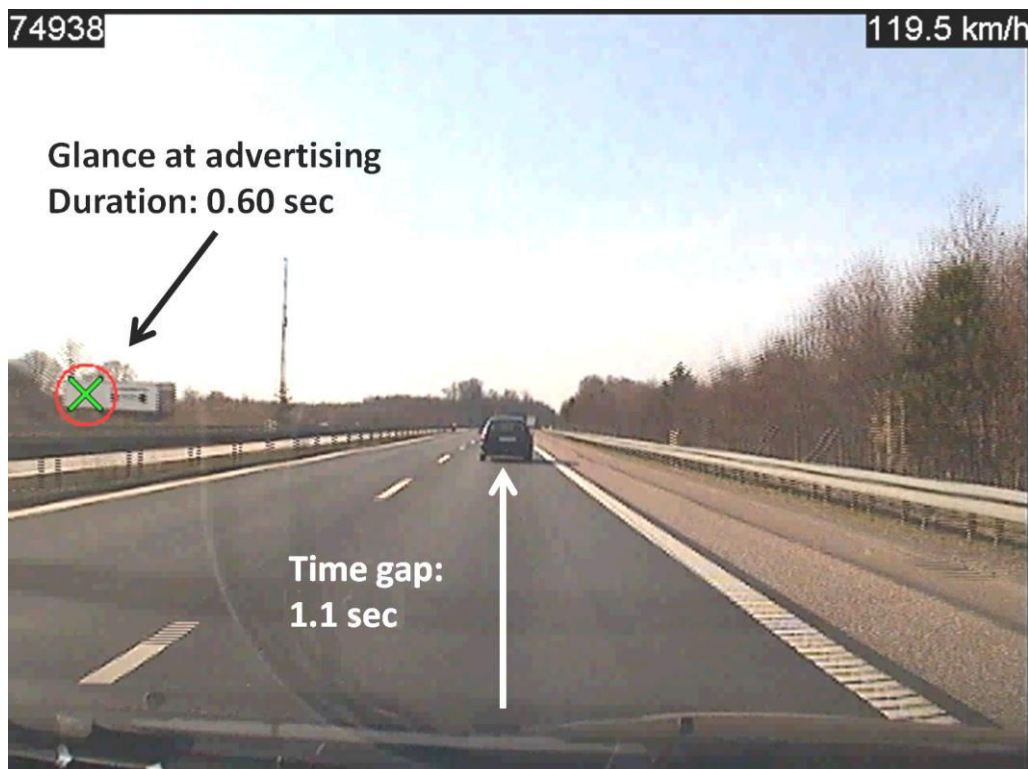 74938
119.5 km/h
Glance at advertising
Duration: 0.60 sec
Time gap:
1.1 sec